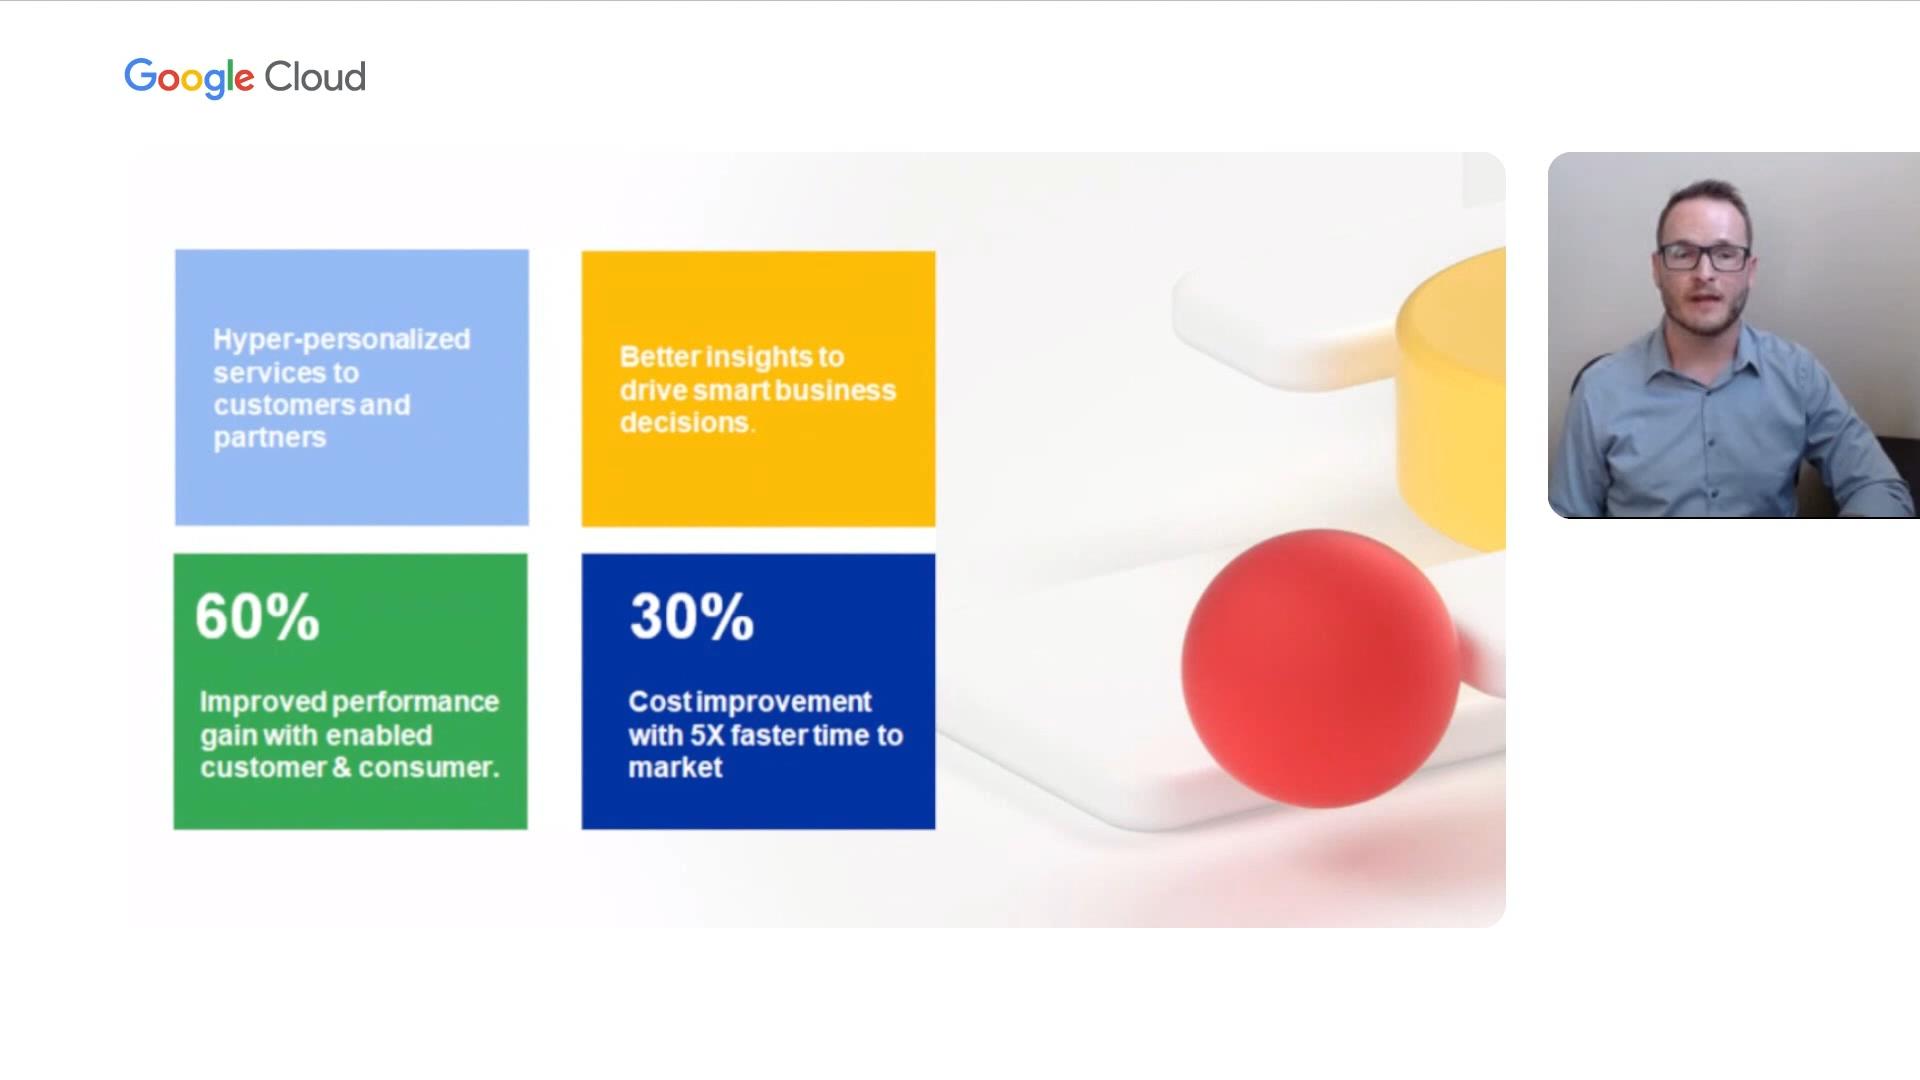 Google Cloud
Hyper-personalized
services to
customers and
partners
Better insights to
drive smart business
decisions.
60%
Improved performance
gain with enabled
customer & consumer.
30%
Cost improvement
with 5X faster time to
market